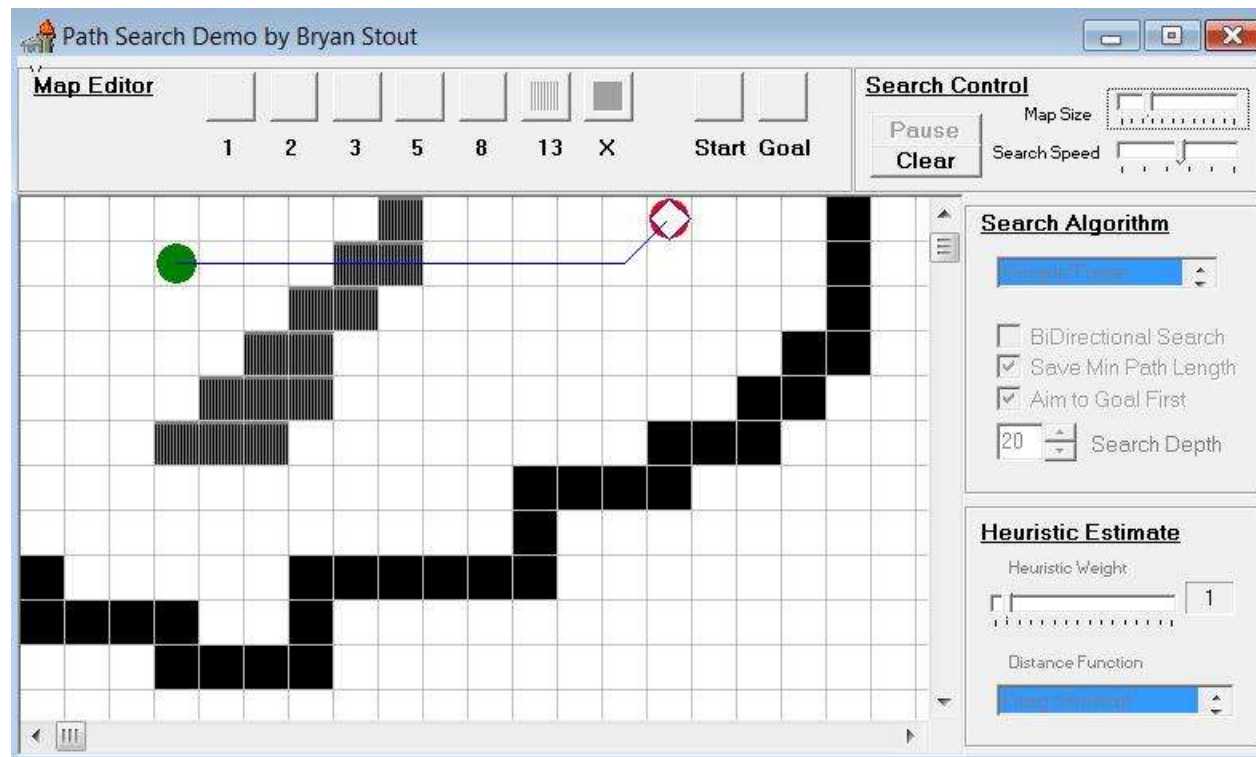 Path Search Demo by Bryan Stout
Map Editor
1 2 3 5 8 13 X Start Goal
Search Control
Map Size
Pause
Clear
Search Speed
Search Algorithm
BiDirectional Search
Save Min Path Length
Aim to Goal First
20 Search Depth
Heuristic Estimate
Heuristic Weight
1
Distance Function